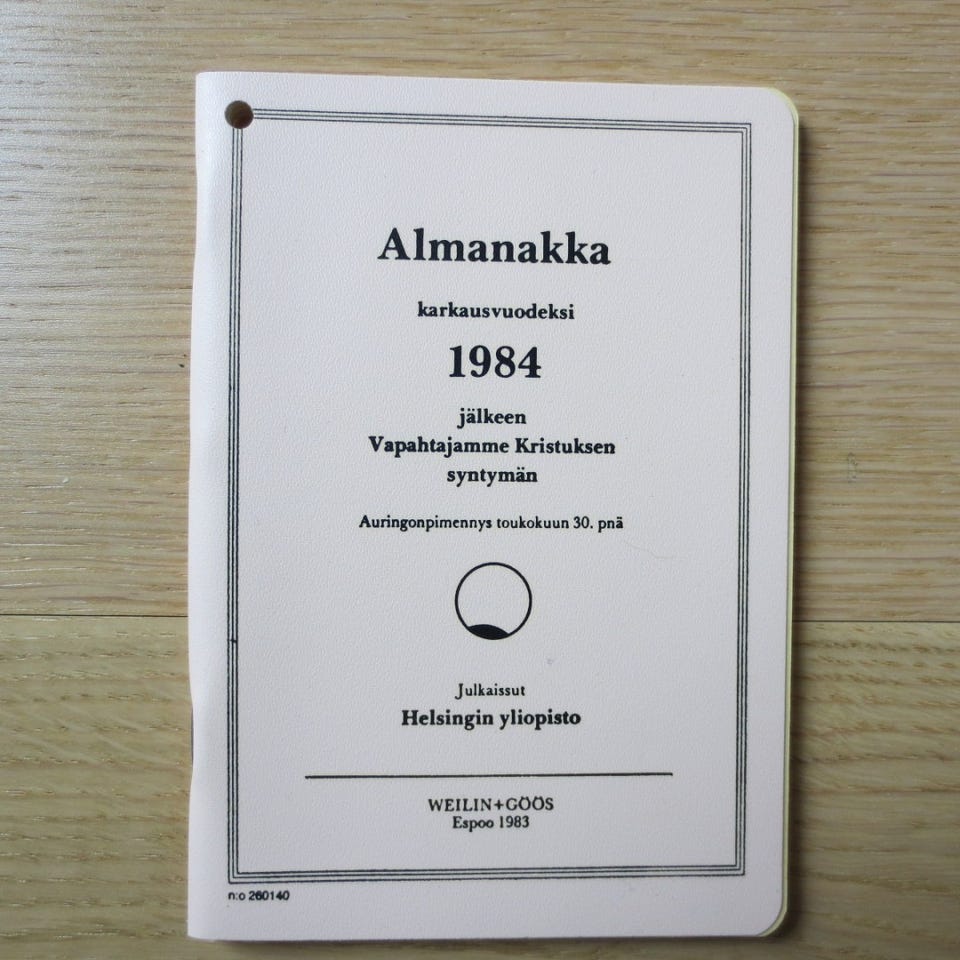 Almanakka
karkausvuodeksi
1984
jälkeen
Vapahtajamme Kristuksen
syntymän
Auringonpimennys toukokuun 30. pnä
Julkaissut
Helsingin yliopisto
WEILIN+GÖÖS
Espoo 1983
n:o 260140